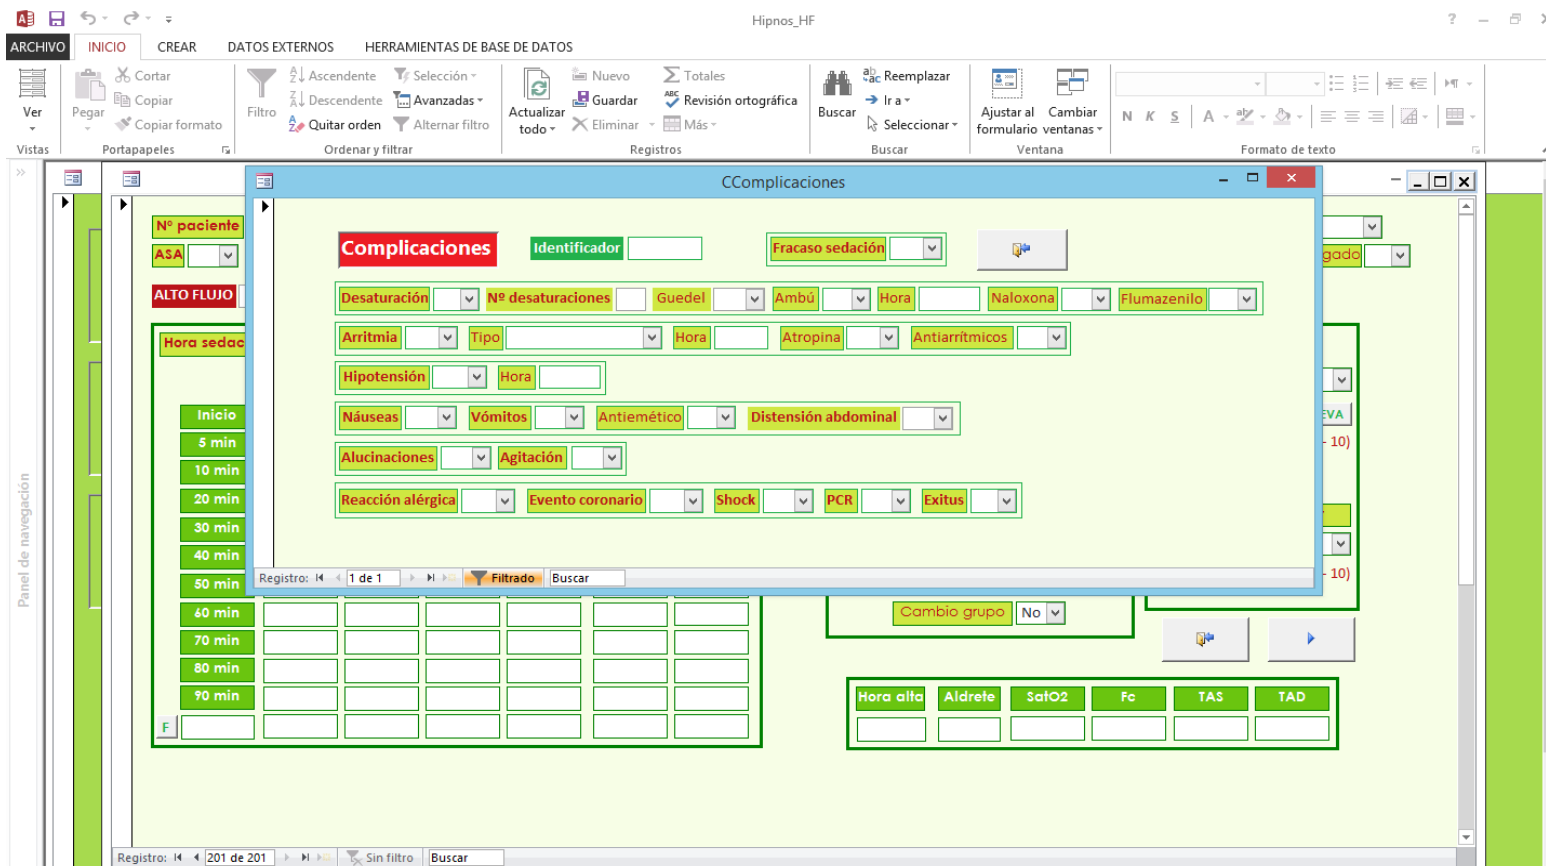 Hipnos_HF
ARCHIVO INICIO CREAR DATOS EXTERNOS HERRAMIENTAS DE BASE DE DATOS
Ver
Vistas
Pegar
Cortar
Copiar
Copiar formato
Portapapeles
Filtro
Ascendente
Descendente
Quitar orden
Selección
Avanzadas
Alternar filtro
Ordenar y filtrar
Actualizar
todo
Nuevo
Guardar
Eliminar
Totales
Revisión ortográfica
Más
Registros
Buscar
Reemplazar
Ir a
Seleccionar
Buscar
Ajustar al
formulario
Cambiar
ventanas
Ventana
N K S A
Formato de texto
Panel de navegación
CComplicaciones
Complicaciones Identificador Fracaso sedación
Desaturación Nº desaturaciones Guedel Ambú Hora Naloxona Flumazenilo
Arritmia Tipo Hora Atropina Antiarrítmicos
Hipotensión Hora
Náuseas Vómitos Antiemético Distensión abdominal
Alucinaciones Agitación
Reacción alérgica Evento coronario Shock PCR Exitus
Registro: 1 de 1 Filtrado Buscar
Nº paciente
ASA
gado
ALTO FLUJO
Hora sedac
Inicio
5 min
10 min
20 min
30 min
40 min
50 min
60 min
70 min
80 min
90 min
F
EVA
- 10)
- 10)
Cambio grupo No
Hora alta Aldrete SatO2 Fc TAS TAD
Registro: 201 de 201 Sin filtro Buscar